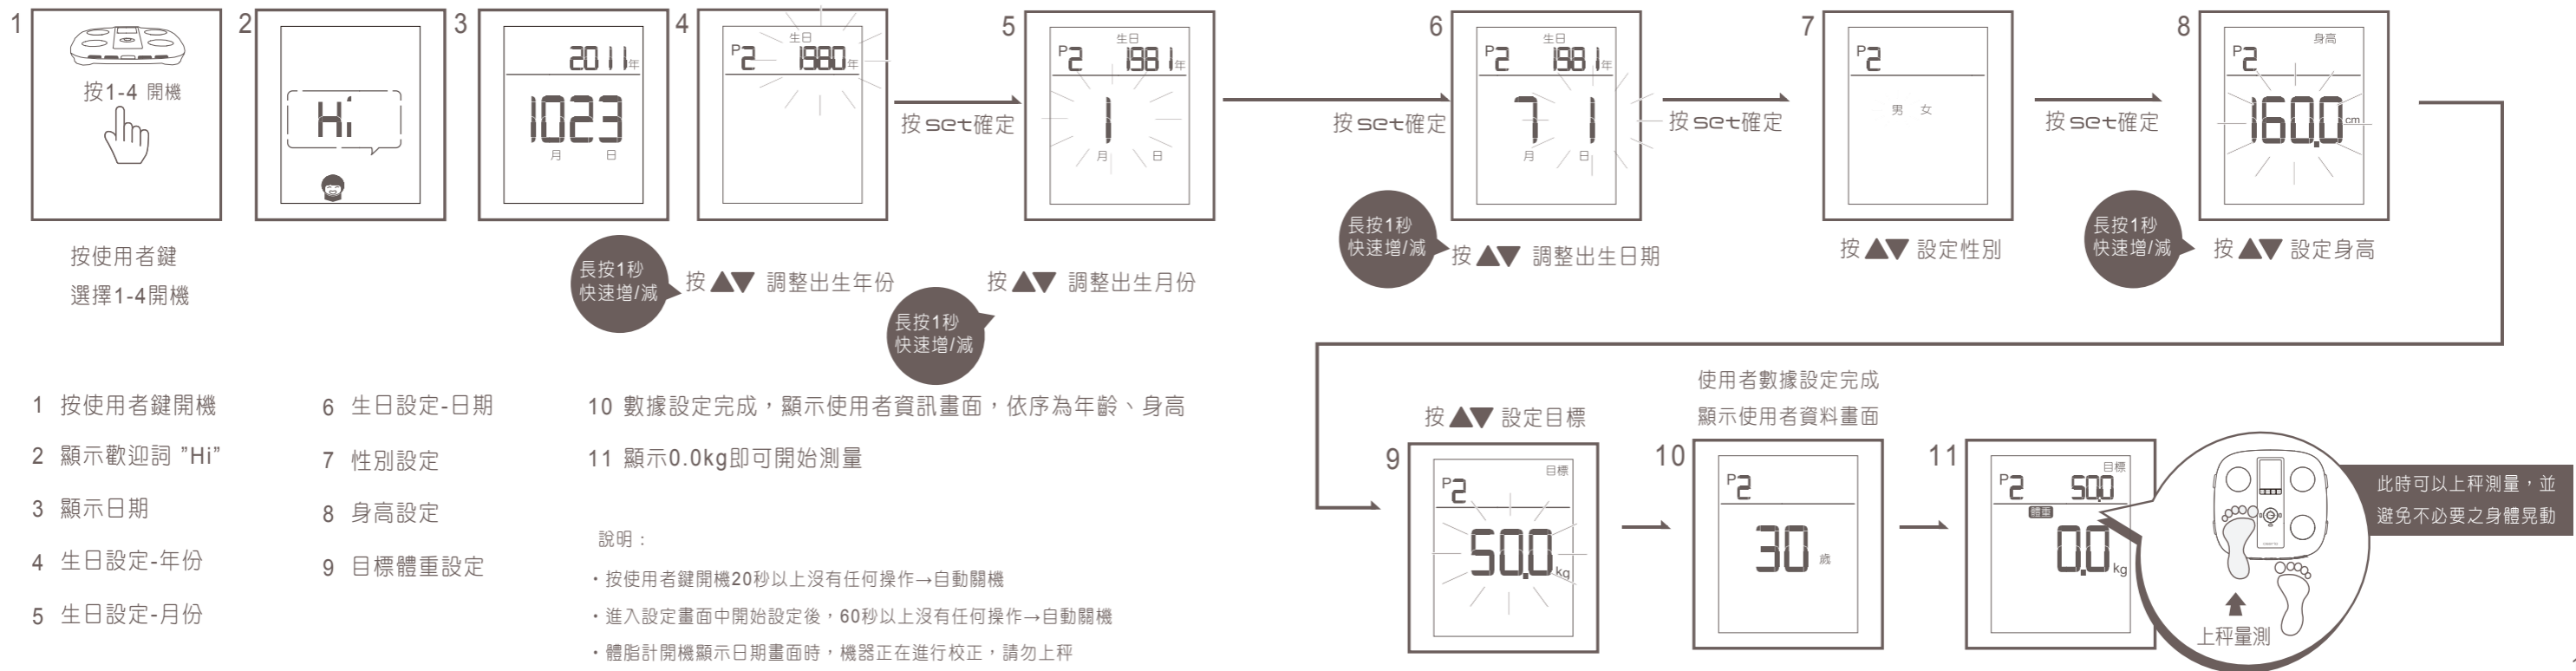 1
按1-4 開機
按使用者鍵
選擇1-4開機
2
Hi
3
2011年
1023
月 日
4
生日
P2 1980年
長按1秒
快速增/減
按▲▼ 調整出生年份
按set確定
5
生日
P2 1981年
1
月 日
按▲▼ 調整出生月份
長按1秒
快速增/減
按set確定
6
生日
P2 1981年
7 1
月 日
長按1秒
快速增/減
按▲▼ 調整出生日期
按set確定
7
P2
男 女
按▲▼ 設定性別
按set確定
8
身高
P2
160.0cm
長按1秒
快速增/減
按▲▼ 設定身高
按▲▼ 設定目標
9
目標
P2
50.0kg
使用者數據設定完成
顯示使用者資料畫面
10
P2
30歲
11
目標
P2 50.0
體重
0.0kg
上秤量測
此時可以上秤測量，並
避免不必要之身體晃動
1 按使用者鍵開機
2 顯示歡迎詞 ”Hi”
3 顯示日期
4 生日設定-年份
5 生日設定-月份
6 生日設定-日期
7 性別設定
8 身高設定
9 目標體重設定
10 數據設定完成，顯示使用者資訊畫面，依序為年齡、身高
11 顯示0.0kg即可開始測量
說明：
・按使用者鍵開機20秒以上沒有任何操作→自動關機
・進入設定畫面中開始設定後，60秒以上沒有任何操作→自動關機
・體脂計開機顯示日期畫面時，機器正在進行校正，請勿上秤